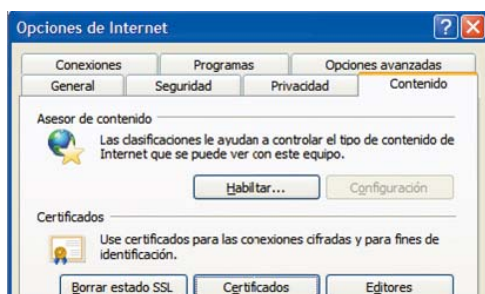 Opciones de Internet
Conexiones Programas Opciones avanzadas
General Seguridad Privacidad Contenido
Asesor de contenido
Las clasificaciones le ayudan a controlar el tipo de contenido de
Internet que se puede ver con este equipo.
Habilitar... Configuración
Certificados
Use certificados para las conexiones cifradas y para fines de
identificación.
Borrar estado SSL Certificados Editores